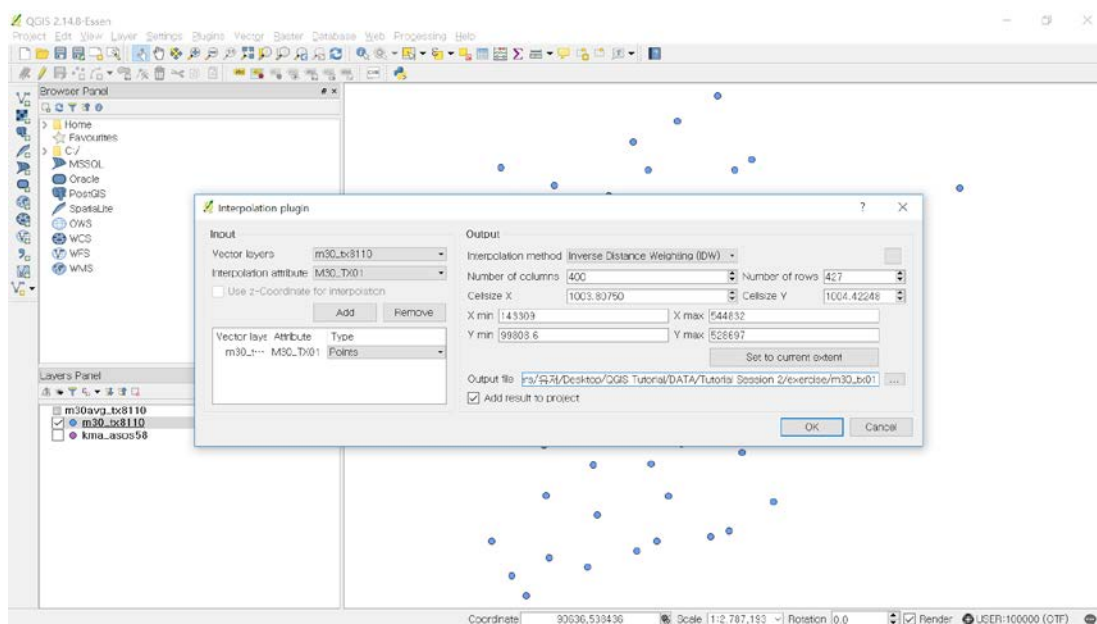 QGIS 2.14.8-Essen
Project Edit View Layer Settings Plugins Vector Raster Database Web Processing Help
Browser Panel
Home
Favourites
C:/
MSSQL
Oracle
PostGIS
SpatiaLite
OWS
WCS
WFS
WMS
Interpolation plugin
Input
Vector layers m30_tx8110
Interpolation attribute M30_TX01
Use z-Coordinate for interpolation
Add Remove
Vector laye Attribute Type
m30_t··· M30_TX01 Points
Output
Interpolation method Inverse Distance Weighting (IDW)
Number of columns 400 Number of rows 427
Cellsize X 1003.80750 Cellsize Y 1004.42248
X min 143309 X max 544832
Y min 99808.6 Y max 528697
Set to current extent
Output file rs/유저/Desktop/QGIS Tutorial/DATA/Tutorial Session 2/exercise/m30_tx01 ...
Add result to project
OK Cancel
Layers Panel
m30avg_tx8110
m30_tx8110
kma_asos58
Coordinate 90636,538436 Scale 1:2,787,193 Rotation 0.0 Render USER:100000 (OTF)